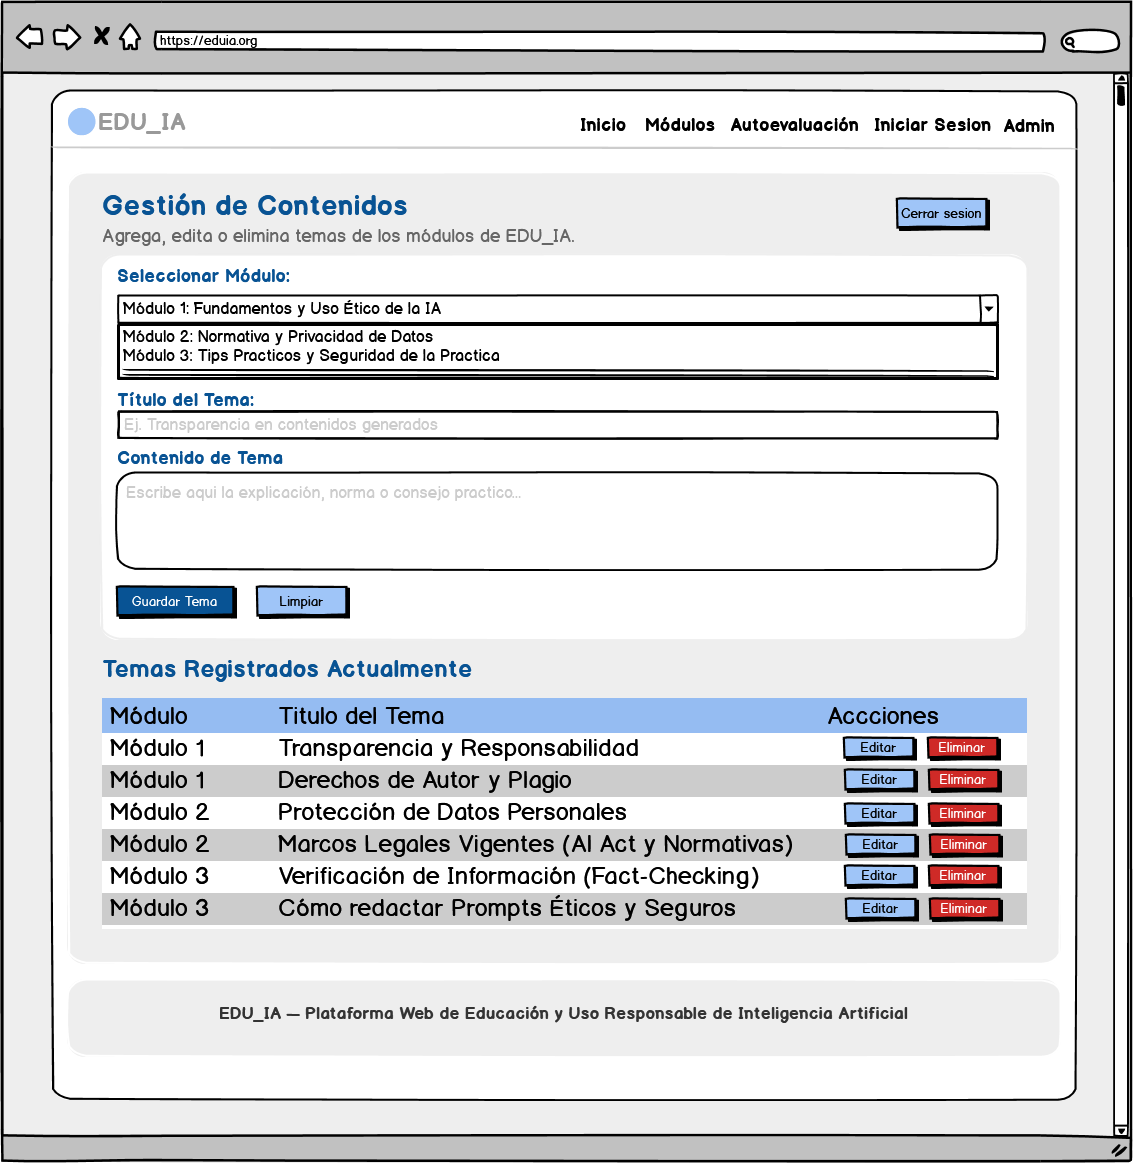 https://eduia.org
EDU_IA
Inicio Módulos Autoevaluación Iniciar Sesion Admin
Gestión de Contenidos
Cerrar sesion
Agrega, edita o elimina temas de los módulos de EDU_IA.
Seleccionar Módulo:
Módulo 1: Fundamentos y Uso Ético de la IA
Módulo 2: Normativa y Privacidad de Datos
Módulo 3: Tips Practicos y Seguridad de la Practica
Título del Tema:
Ej. Transparencia en contenidos generados
Contenido de Tema
Escribe aqui la explicación, norma o consejo practico...
Guardar Tema Limpiar
Temas Registrados Actualmente
Módulo Titulo del Tema Accciones
Módulo 1 Transparencia y Responsabilidad Editar Eliminar
Módulo 1 Derechos de Autor y Plagio Editar Eliminar
Módulo 2 Protección de Datos Personales Editar Eliminar
Módulo 2 Marcos Legales Vigentes (AI Act y Normativas) Editar Eliminar
Módulo 3 Verificación de Información (Fact-Checking) Editar Eliminar
Módulo 3 Cómo redactar Prompts Éticos y Seguros Editar Eliminar
EDU_IA — Plataforma Web de Educación y Uso Responsable de Inteligencia Artificial